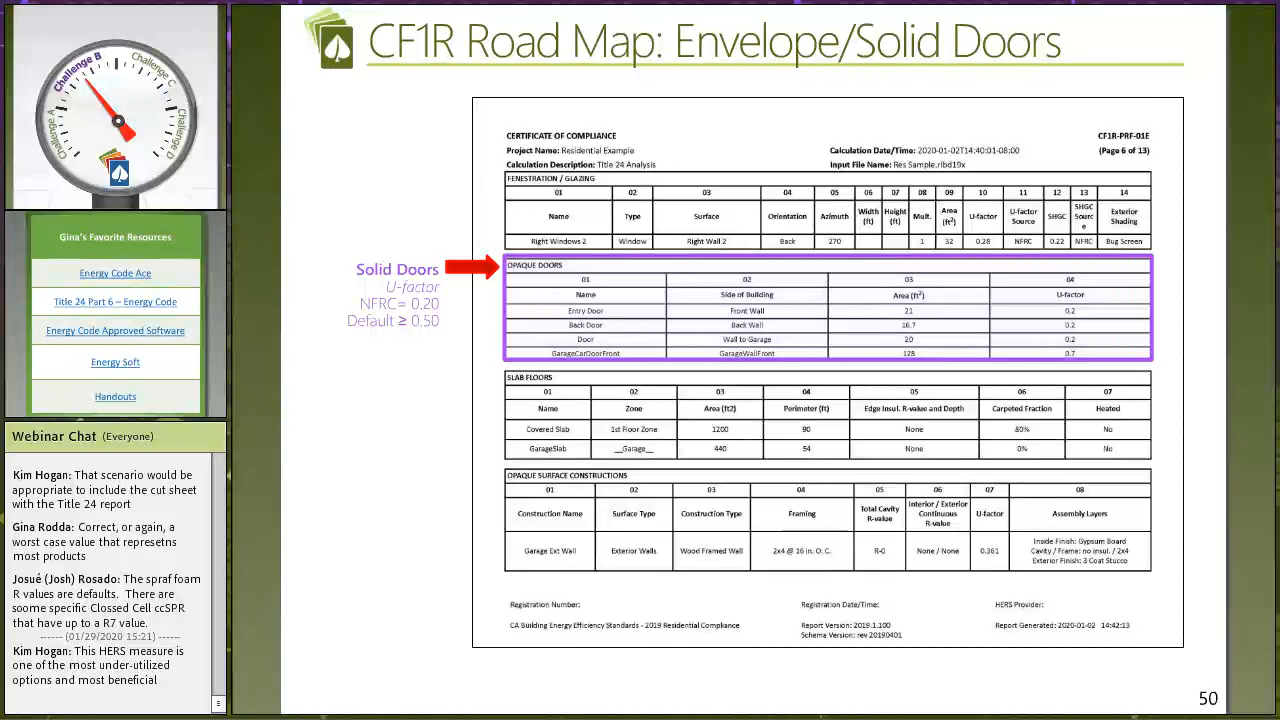 CF1R Road Map: Envelope/Solid Doors
Challenge A
Challenge B
Challenge C
Challenge D
Gina's Favorite Resources
Energy Code Ace
Title 24 Part 6 – Energy Code
Energy Code Approved Software
Energy Soft
Handouts
Webinar Chat (Everyone)
Kim Hogan: That scenario would be
appropriate to include the cut sheet
with the Title 24 report
Gina Rodda: Correct, or again, a
worst case value that represetns
most products
Josué (Josh) Rosado: The spraf foam
R values are defaults.  There are
soome specific Clossed Cell ccSPR
that have up to a R7 value.
------ (01/29/2020 15:21) ------
Kim Hogan: This HERS measure is
one of the most under-utilized
options and most beneficial
Solid Doors
U-factor
NFRC= 0.20
Default ≥ 0.50
CERTIFICATE OF COMPLIANCE CF1R-PRF-01E
Project Name: Residential Example Calculation Date/Time: 2020-01-02T14:40:01-08:00 (Page 6 of 13)
Calculation Description: Title 24 Analysis Input File Name: Res Sample.ribd19x
FENESTRATION / GLAZING
01 02 03 04 05 06 07 08 09 10 11 12 13 14
Name Type Surface Orientation Azimuth Width (ft) Height (ft) Mult. Area (ft²) U-factor U-factor Source SHGC SHGC Sourc e Exterior Shading
Right Windows 2 Window Right Wall 2 Back 270 1 32 0.28 NFRC 0.22 NFRC Bug Screen
OPAQUE DOORS
01 02 03 04
Name Side of Building Area (ft²) U-factor
Entry Door Front Wall 21 0.2
Back Door Back Wall 16.7 0.2
Door Wall to Garage 20 0.2
GarageCarDoorFront GarageWallFront 128 0.7
SLAB FLOORS
01 02 03 04 05 06 07
Name Zone Area (ft2) Perimeter (ft) Edge Insul. R-value and Depth Carpeted Fraction Heated
Covered Slab 1st Floor Zone 1200 90 None 80% No
GarageSlab __Garage__ 440 54 None 0% No
OPAQUE SURFACE CONSTRUCTIONS
01 02 03 04 05 06 07 08
Construction Name Surface Type Construction Type Framing Total Cavity R-value Interior / Exterior Continuous R-value U-factor Assembly Layers
Garage Ext Wall Exterior Walls Wood Framed Wall 2x4 @ 16 in. O. C. R-0 None / None 0.361 Inside Finish: Gypsum Board
Cavity / Frame: no insul. / 2x4
Exterior Finish: 3 Coat Stucco
Registration Number: Registration Date/Time: HERS Provider:
CA Building Energy Efficiency Standards - 2019 Residential Compliance Report Version: 2019.1.100 Report Generated: 2020-01-02 14:42:13
Schema Version: rev 20190401
50